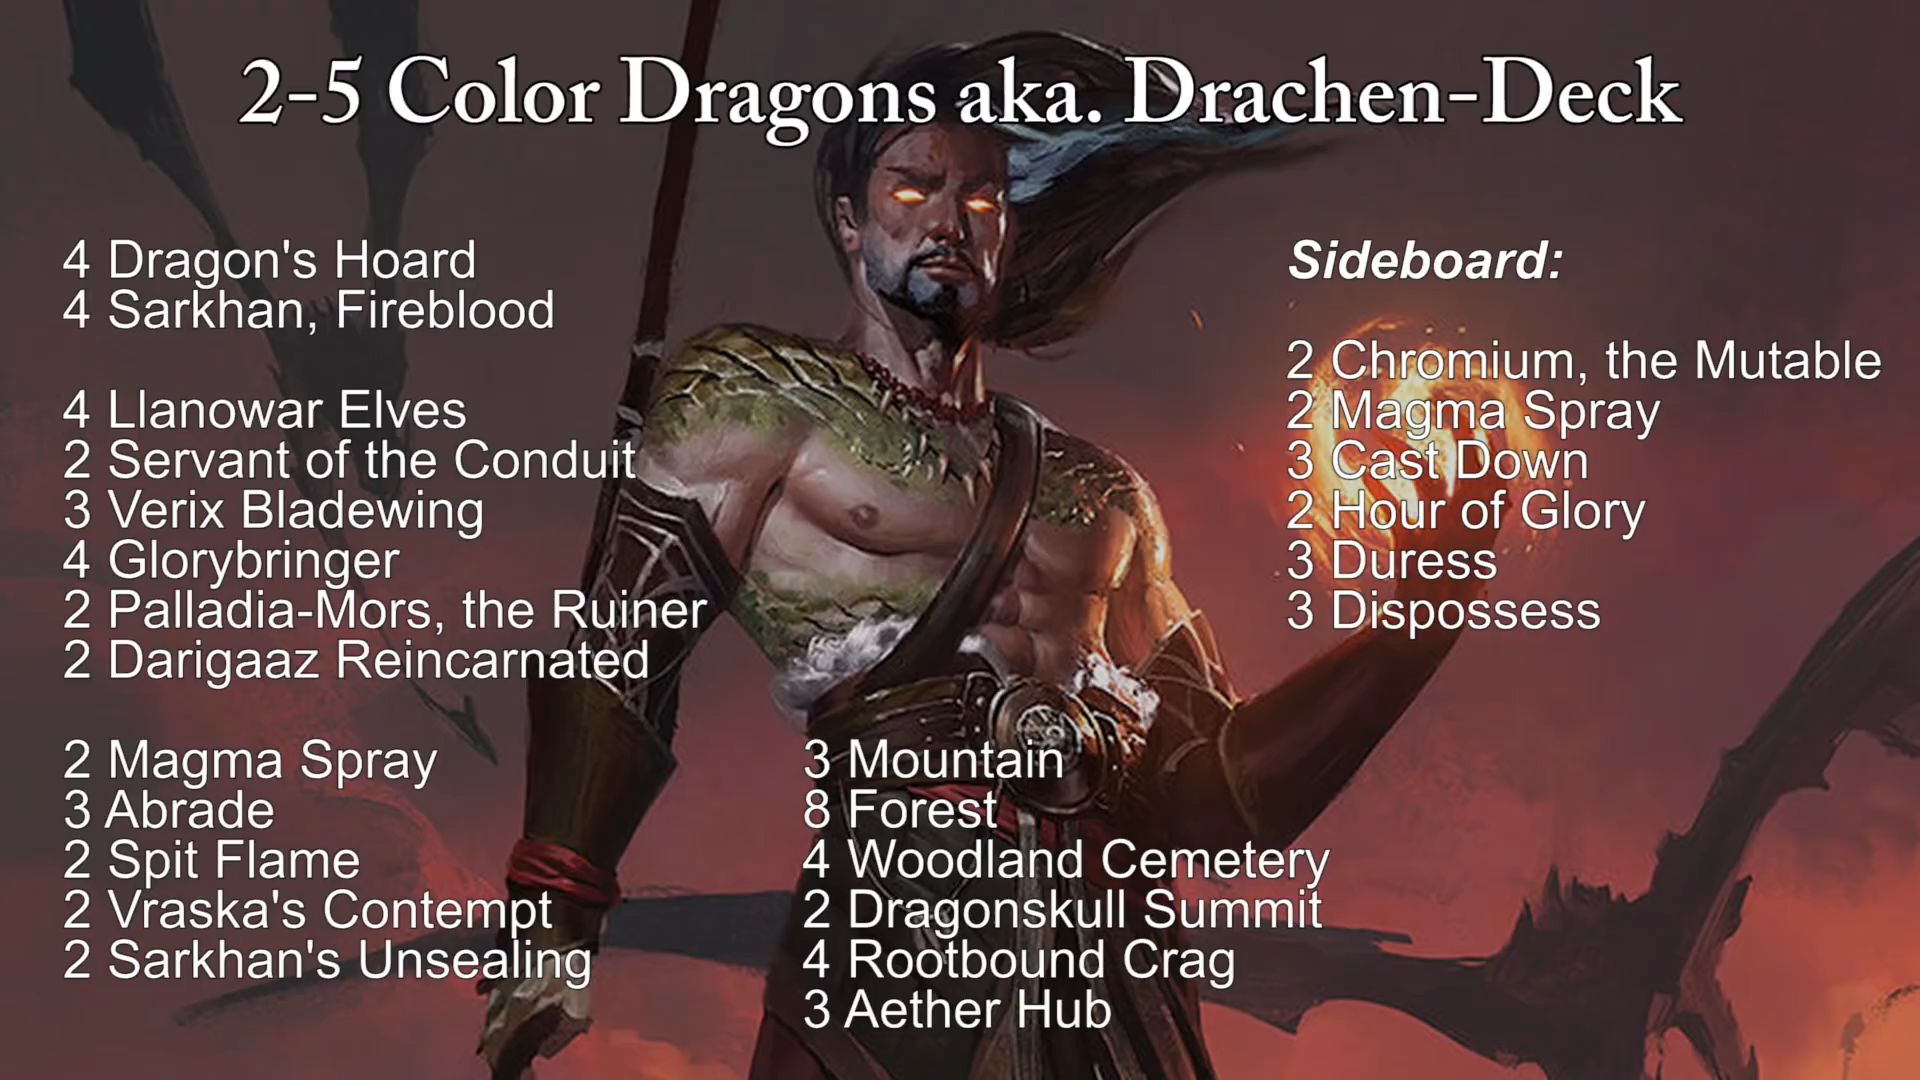 2-5 Color Dragons aka. Drachen-Deck
4 Dragon's Hoard
4 Sarkhan, Fireblood
4 Llanowar Elves
2 Servant of the Conduit
3 Verix Bladewing
4 Glorybringer
2 Palladia-Mors, the Ruiner
2 Darigaaz Reincarnated
2 Magma Spray
3 Abrade
2 Spit Flame
2 Vraska's Contempt
2 Sarkhan's Unsealing
3 Mountain
8 Forest
4 Woodland Cemetery
2 Dragonskull Summit
4 Rootbound Crag
3 Aether Hub
Sideboard:
2 Chromium, the Mutable
2 Magma Spray
3 Cast Down
2 Hour of Glory
3 Duress
3 Dispossess